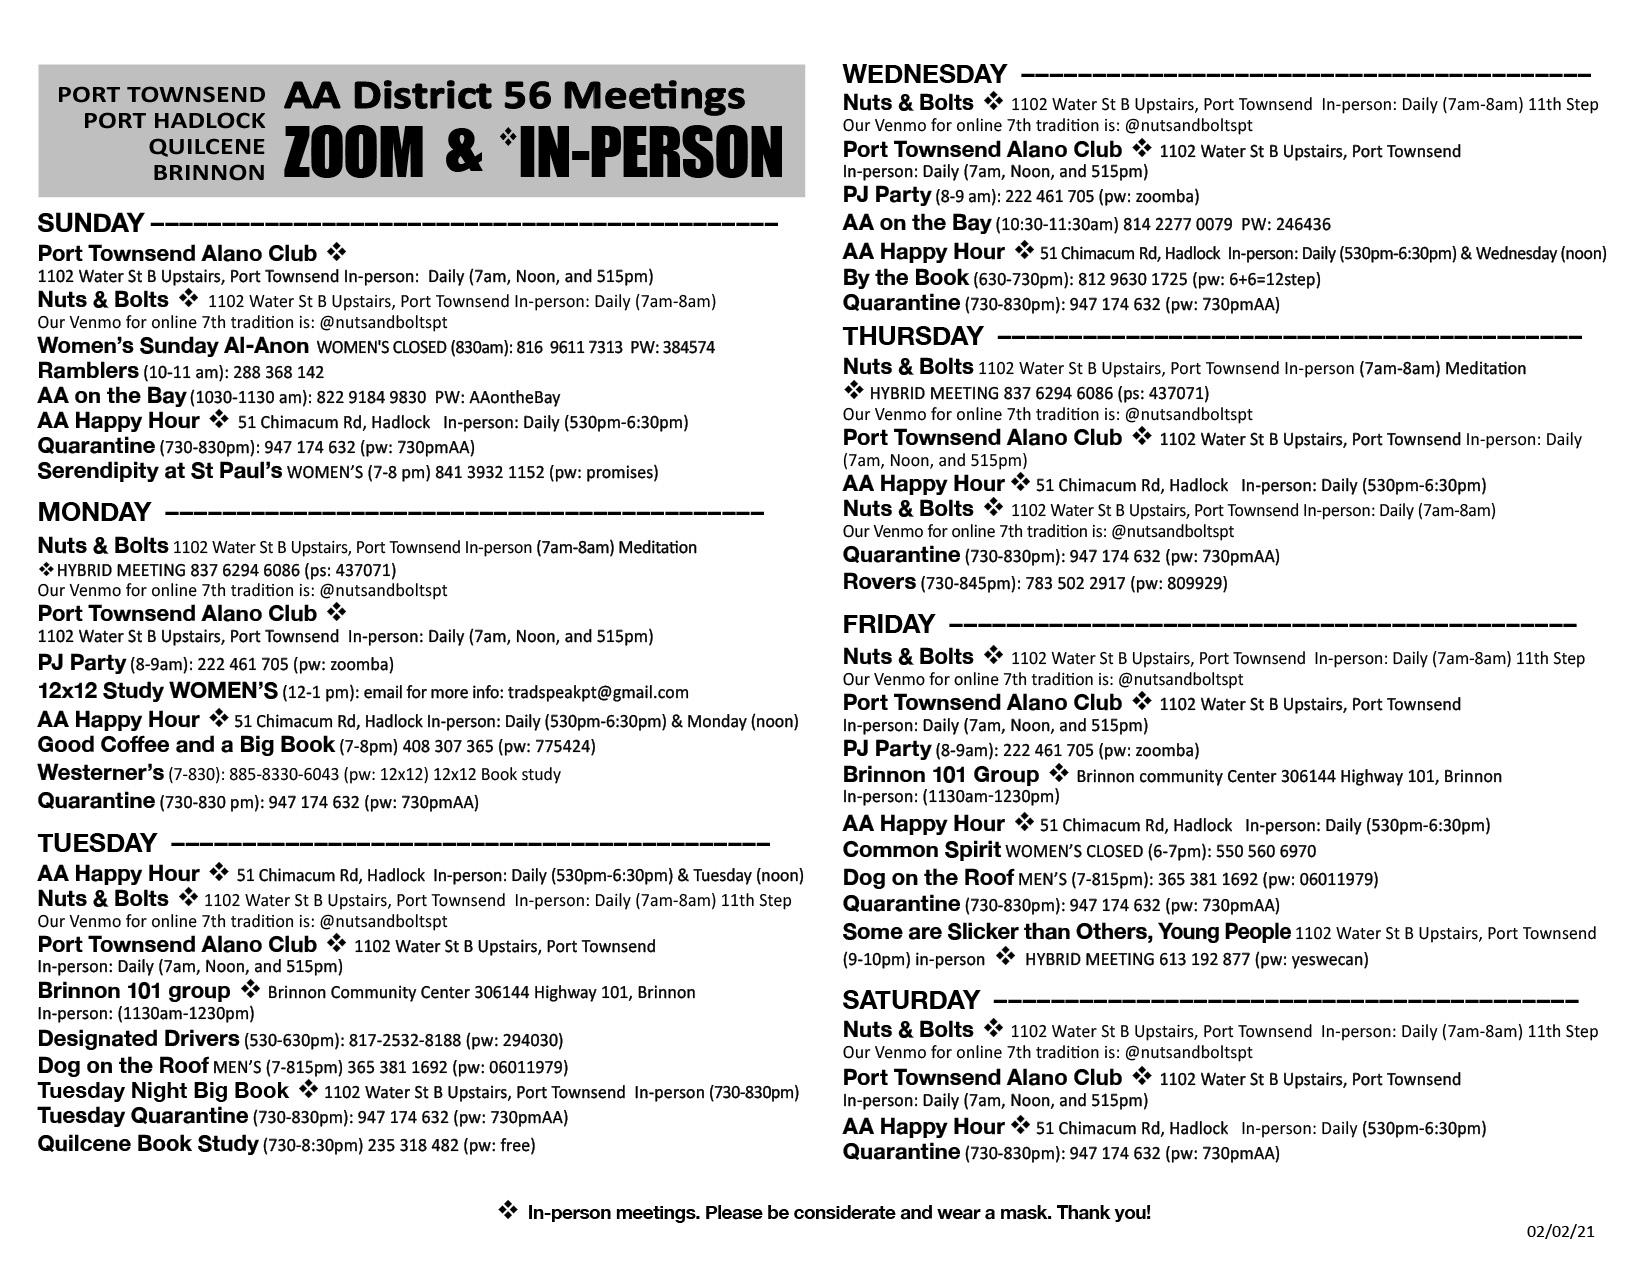 PORT TOWNSEND
PORT HADLOCK
QUILCENE
BRINNON
AA District 56 Meetings
ZOOM & ❖IN-PERSON
SUNDAY ––––––––––––––––––––––––––––––––––––––––––––
Port Townsend Alano Club ❖
1102 Water St B Upstairs, Port Townsend In-person: Daily (7am, Noon, and 515pm)
Nuts & Bolts ❖ 1102 Water St B Upstairs, Port Townsend In-person: Daily (7am-8am)
Our Venmo for online 7th tradition is: @nutsandboltspt
Women's Sunday Al-Anon WOMEN'S CLOSED (830am): 816 9611 7313 PW: 384574
Ramblers (10-11 am): 288 368 142
AA on the Bay (1030-1130 am): 822 9184 9830 PW: AAontheBay
AA Happy Hour ❖ 51 Chimacum Rd, Hadlock In-person: Daily (530pm-6:30pm)
Quarantine (730-830pm): 947 174 632 (pw: 730pmAA)
Serendipity at St Paul's WOMEN'S (7-8 pm) 841 3932 1152 (pw: promises)
MONDAY ––––––––––––––––––––––––––––––––––––––––––
Nuts & Bolts 1102 Water St B Upstairs, Port Townsend In-person (7am-8am) Meditation
❖HYBRID MEETING 837 6294 6086 (ps: 437071)
Our Venmo for online 7th tradition is: @nutsandboltspt
Port Townsend Alano Club ❖
1102 Water St B Upstairs, Port Townsend In-person: Daily (7am, Noon, and 515pm)
PJ Party (8-9am): 222 461 705 (pw: zoomba)
12x12 Study WOMEN'S (12-1 pm): email for more info: tradspeakpt@gmail.com
AA Happy Hour ❖ 51 Chimacum Rd, Hadlock In-person: Daily (530pm-6:30pm) & Monday (noon)
Good Coffee and a Big Book (7-8pm) 408 307 365 (pw: 775424)
Westerner's (7-830): 885-8330-6043 (pw: 12x12) 12x12 Book study
Quarantine (730-830 pm): 947 174 632 (pw: 730pmAA)
TUESDAY ––––––––––––––––––––––––––––––––––––––––––
AA Happy Hour ❖ 51 Chimacum Rd, Hadlock In-person: Daily (530pm-6:30pm) & Tuesday (noon)
Nuts & Bolts ❖ 1102 Water St B Upstairs, Port Townsend In-person: Daily (7am-8am) 11th Step
Our Venmo for online 7th tradition is: @nutsandboltspt
Port Townsend Alano Club ❖ 1102 Water St B Upstairs, Port Townsend
In-person: Daily (7am, Noon, and 515pm)
Brinnon 101 group ❖ Brinnon Community Center 306144 Highway 101, Brinnon
In-person: (1130am-1230pm)
Designated Drivers (530-630pm): 817-2532-8188 (pw: 294030)
Dog on the Roof MEN'S (7-815pm) 365 381 1692 (pw: 06011979)
Tuesday Night Big Book ❖ 1102 Water St B Upstairs, Port Townsend In-person (730-830pm)
Tuesday Quarantine (730-830pm): 947 174 632 (pw: 730pmAA)
Quilcene Book Study (730-8:30pm) 235 318 482 (pw: free)
WEDNESDAY ––––––––––––––––––––––––––––––––––––––––
Nuts & Bolts ❖ 1102 Water St B Upstairs, Port Townsend In-person: Daily (7am-8am) 11th Step
Our Venmo for online 7th tradition is: @nutsandboltspt
Port Townsend Alano Club ❖ 1102 Water St B Upstairs, Port Townsend
In-person: Daily (7am, Noon, and 515pm)
PJ Party (8-9 am): 222 461 705 (pw: zoomba)
AA on the Bay (10:30-11:30am) 814 2277 0079 PW: 246436
AA Happy Hour ❖ 51 Chimacum Rd, Hadlock In-person: Daily (530pm-6:30pm) & Wednesday (noon)
By the Book (630-730pm): 812 9630 1725 (pw: 6+6=12step)
Quarantine (730-830pm): 947 174 632 (pw: 730pmAA)
THURSDAY –––––––––––––––––––––––––––––––––––––––––
Nuts & Bolts 1102 Water St B Upstairs, Port Townsend In-person (7am-8am) Meditation
❖ HYBRID MEETING 837 6294 6086 (ps: 437071)
Our Venmo for online 7th tradition is: @nutsandboltspt
Port Townsend Alano Club ❖ 1102 Water St B Upstairs, Port Townsend In-person: Daily
(7am, Noon, and 515pm)
AA Happy Hour ❖ 51 Chimacum Rd, Hadlock In-person: Daily (530pm-6:30pm)
Nuts & Bolts ❖ 1102 Water St B Upstairs, Port Townsend In-person: Daily (7am-8am)
Our Venmo for online 7th tradition is: @nutsandboltspt
Quarantine (730-830pm): 947 174 632 (pw: 730pmAA)
Rovers (730-845pm): 783 502 2917 (pw: 809929)
FRIDAY ––––––––––––––––––––––––––––––––––––––––––––
Nuts & Bolts ❖ 1102 Water St B Upstairs, Port Townsend In-person: Daily (7am-8am) 11th Step
Our Venmo for online 7th tradition is: @nutsandboltspt
Port Townsend Alano Club ❖ 1102 Water St B Upstairs, Port Townsend
In-person: Daily (7am, Noon, and 515pm)
PJ Party (8-9am): 222 461 705 (pw: zoomba)
Brinnon 101 Group ❖ Brinnon community Center 306144 Highway 101, Brinnon
In-person: (1130am-1230pm)
AA Happy Hour ❖ 51 Chimacum Rd, Hadlock In-person: Daily (530pm-6:30pm)
Common Spirit WOMEN'S CLOSED (6-7pm): 550 560 6970
Dog on the Roof MEN'S (7-815pm): 365 381 1692 (pw: 06011979)
Quarantine (730-830pm): 947 174 632 (pw: 730pmAA)
Some are Slicker than Others, Young People 1102 Water St B Upstairs, Port Townsend
(9-10pm) in-person ❖ HYBRID MEETING 613 192 877 (pw: yeswecan)
SATURDAY –––––––––––––––––––––––––––––––––––––––––
Nuts & Bolts ❖ 1102 Water St B Upstairs, Port Townsend In-person: Daily (7am-8am) 11th Step
Our Venmo for online 7th tradition is: @nutsandboltspt
Port Townsend Alano Club ❖ 1102 Water St B Upstairs, Port Townsend
In-person: Daily (7am, Noon, and 515pm)
AA Happy Hour ❖ 51 Chimacum Rd, Hadlock In-person: Daily (530pm-6:30pm)
Quarantine (730-830pm): 947 174 632 (pw: 730pmAA)
❖ In-person meetings. Please be considerate and wear a mask. Thank you!
02/02/21